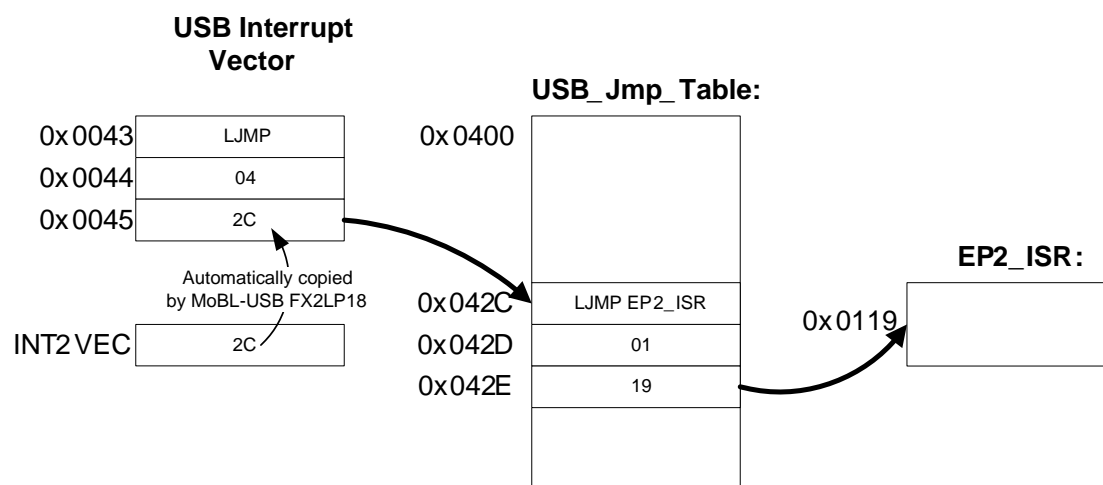 USB Interrupt
Vector
USB_Jmp_Table:
0x0043 LJMP 0x0400
0x0044 04
0x0045 2C
EP2_ISR:
Automatically copied
by MoBL-USB FX2LP18
0x042C LJMP EP2_ISR
0x0119
INT2VEC 2C 0x042D 01
0x042E 19